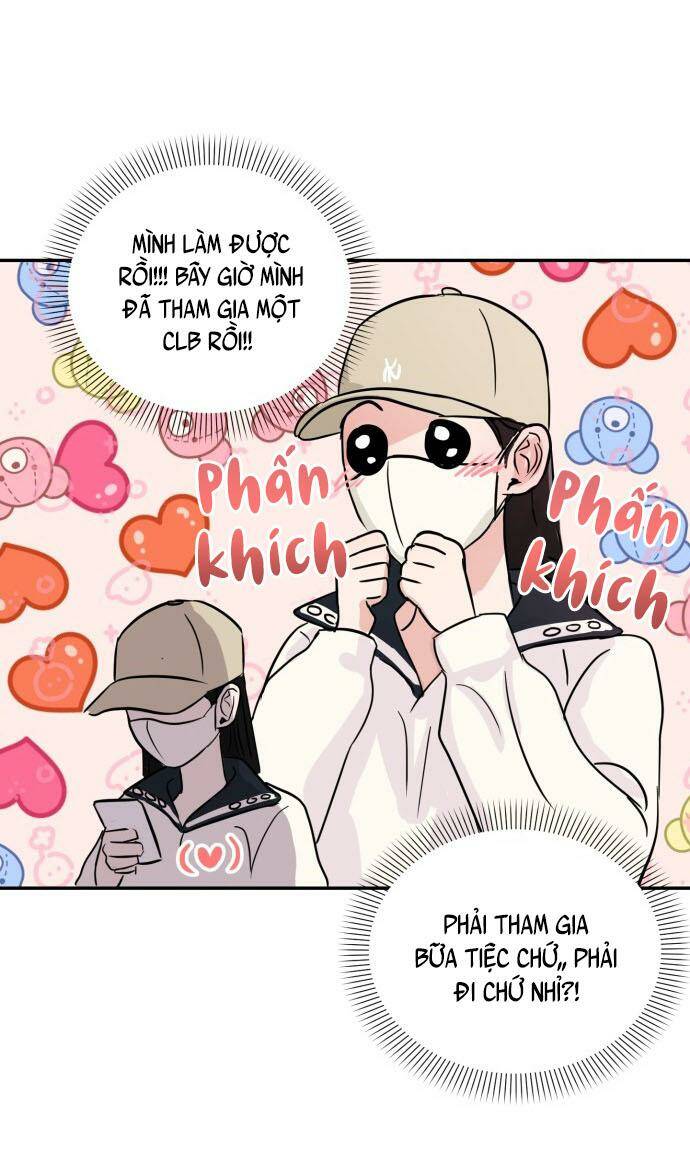 MÌNH LÀM ĐƯỢC
RỒI!!! BÂY GIỜ MÌNH
ĐÃ THAM GIA MỘT
CLB RỒI!!
Phấn
khích
Phấn
khích
PHẢI THAM GIA
BỮA TIỆC CHỨ,, PHẢI
ĐI CHỨ NHỈ?!